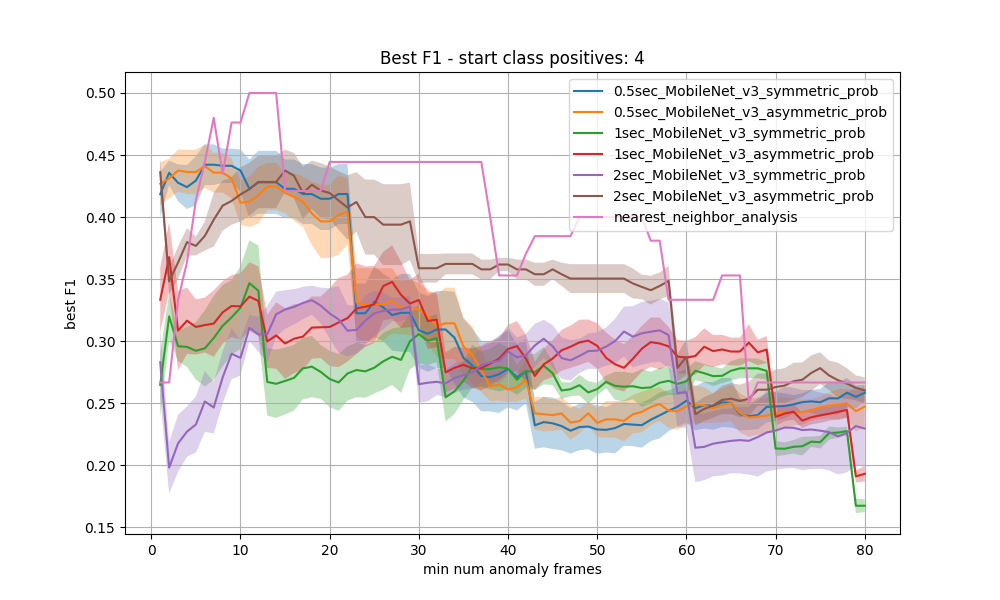 Best F1 - start class positives: 4
0.50
0.45
0.40
0.35
0.30
0.25
0.20
0.15
best F1
0.5sec_MobileNet_v3_symmetric_prob
0.5sec_MobileNet_v3_asymmetric_prob
1sec_MobileNet_v3_symmetric_prob
1sec_MobileNet_v3_asymmetric_prob
2sec_MobileNet_v3_symmetric_prob
2sec_MobileNet_v3_asymmetric_prob
nearest_neighbor_analysis
0 10 20 30 40 50 60 70 80
min num anomaly frames